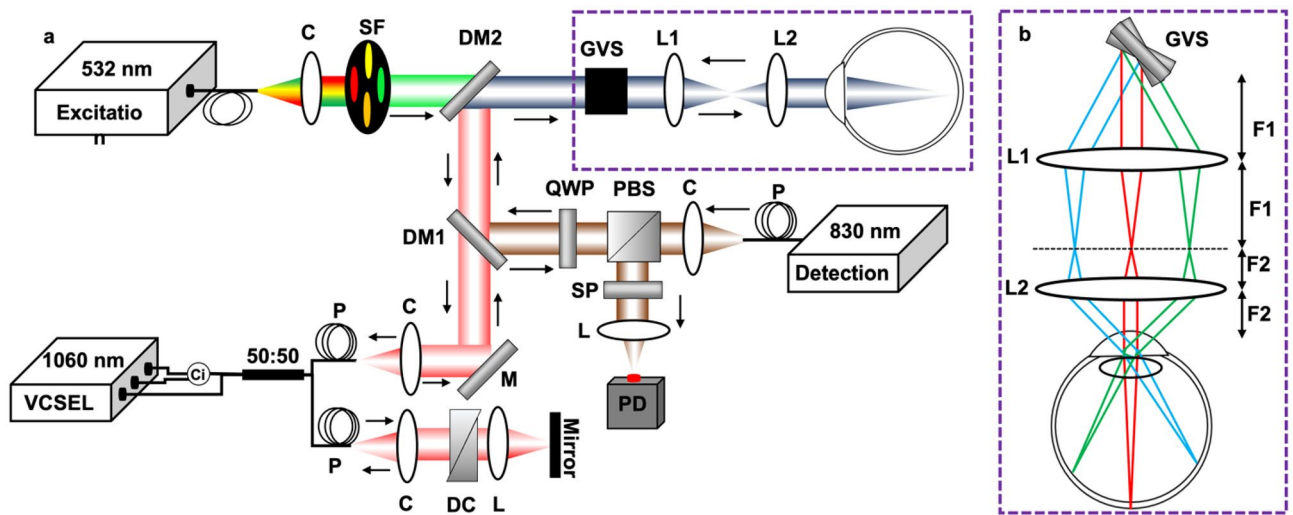 a
532 nm
Excitatio
n
C
SF
DM2
GVS
L1
L2
DM1
QWP
PBS
C
P
830 nm
Detection
SP
L
PD
1060 nm
VCSEL
Ci
50:50
P
C
M
P
C
DC
L
Mirror
b
GVS
F1
L1
F1
F2
L2
F2